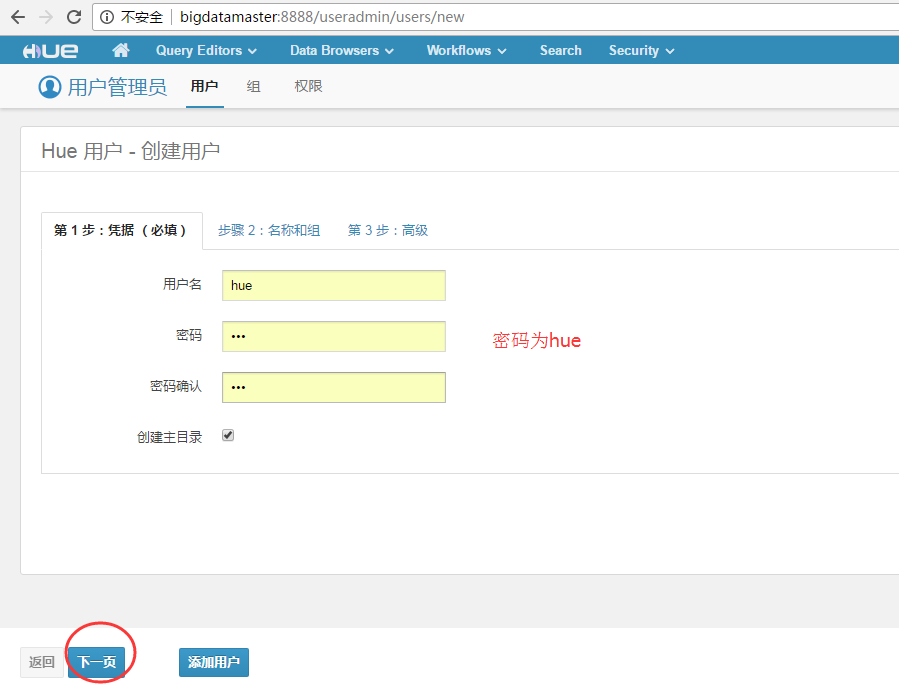 不安全 bigdatamaster:8888/useradmin/users/new
HUE Query Editors Data Browsers Workflows Search Security
用户管理员 用户 组 权限
Hue 用户 - 创建用户
第 1 步：凭据 （必填） 步骤 2：名称和组 第 3 步：高级
用户名 hue
密码 •••
密码为hue
密码确认 •••
创建主目录
返回 下一页 添加用户